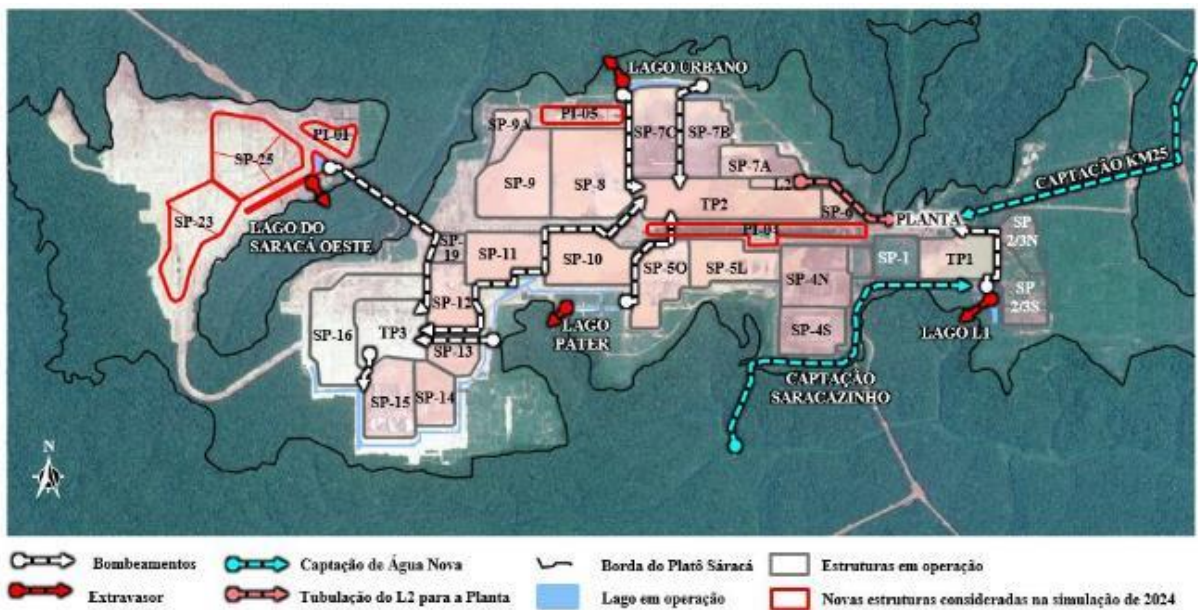 LAGO URBANO
PI-05
SP-9A
SP-7C
SP-7B
PI-01
SP-25
SP-7A
L2
SP-9
SP-8
CAPTAÇÃO KM25
SP-23
TP2
SP-6
PLANTA
LAGO DO
SARACÁ OESTE
SP
2/3N
SP-19
SP-11
SP-10
SP-5O
SP-5L
SP-4N
SP-1
TP1
SP-12
SP-16
TP3
SP
2/3S
LAGO
PATER
SP-4S
LAGO L1
SP-13
SP-15
SP-14
CAPTAÇÃO
SARACAZINHO
N
Bombeamentos
Captação de Água Nova
Borda do Platô Sáracá
Estruturas em operação
Extravasor
Tubulação do L2 para a Planta
Lago em operação
Novas estruturas consideradas na simulação de 2024